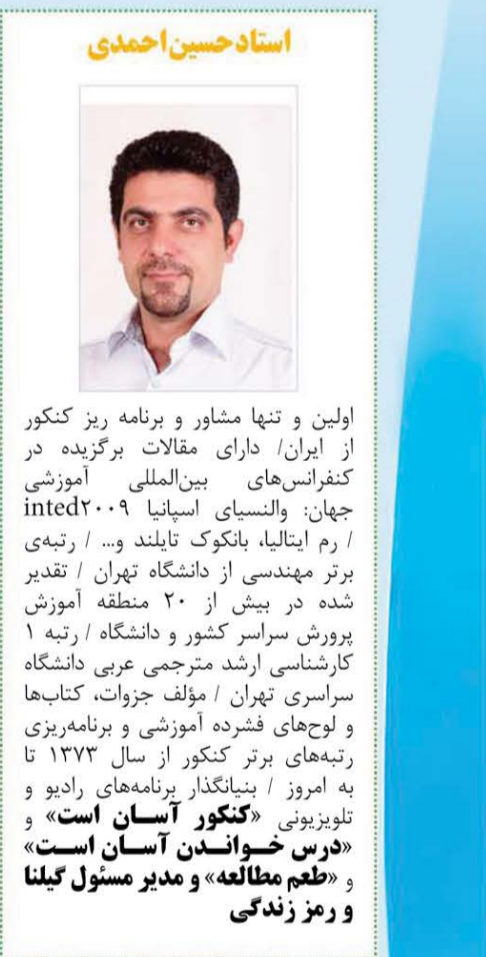 استاد حسین احمدی
اولین و تنها مشاور و برنامه ریز کنکور
از ایران/ دارای مقالات برگزیده در
کنفرانس‌های بین‌المللی آموزشی
جهان: والنسیای اسپانیا inted۲۰۰۹
/ رم ایتالیا، بانکوک تایلند و... / رتبه‌ی
برتر مهندسی از دانشگاه تهران / تقدیر
شده در بیش از ۲۰ منطقه آموزش
پرورش سراسر کشور و دانشگاه / رتبه ۱
کارشناسی ارشد مترجمی عربی دانشگاه
سراسری تهران / مؤلف جزوات، کتاب‌ها
و لوح‌های فشرده آموزشی و برنامه‌ریزی
رتبه‌های برتر کنکور از سال ۱۳۷۳ تا
به امروز / بنیانگذار برنامه‌های رادیو و
تلویزیونی «کنکور آسان است» و
«درس خواندن آسان است»
و «طعم مطالعه» و مدیر مسئول گیلنا
و رمز زندگی